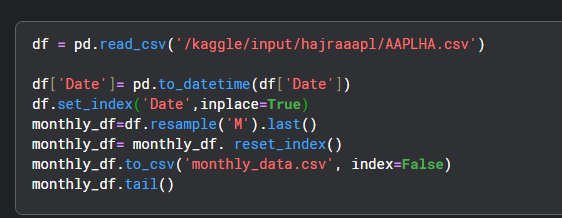 df = pd.read_csv('/kaggle/input/hajraaapl/AAPLHA.csv')
df['Date']= pd.to_datetime(df['Date'])
df.set_index('Date',inplace=True)
monthly_df=df.resample('M').last()
monthly_df= monthly_df. reset_index()
monthly_df.to_csv('monthly_data.csv', index=False)
monthly_df.tail()